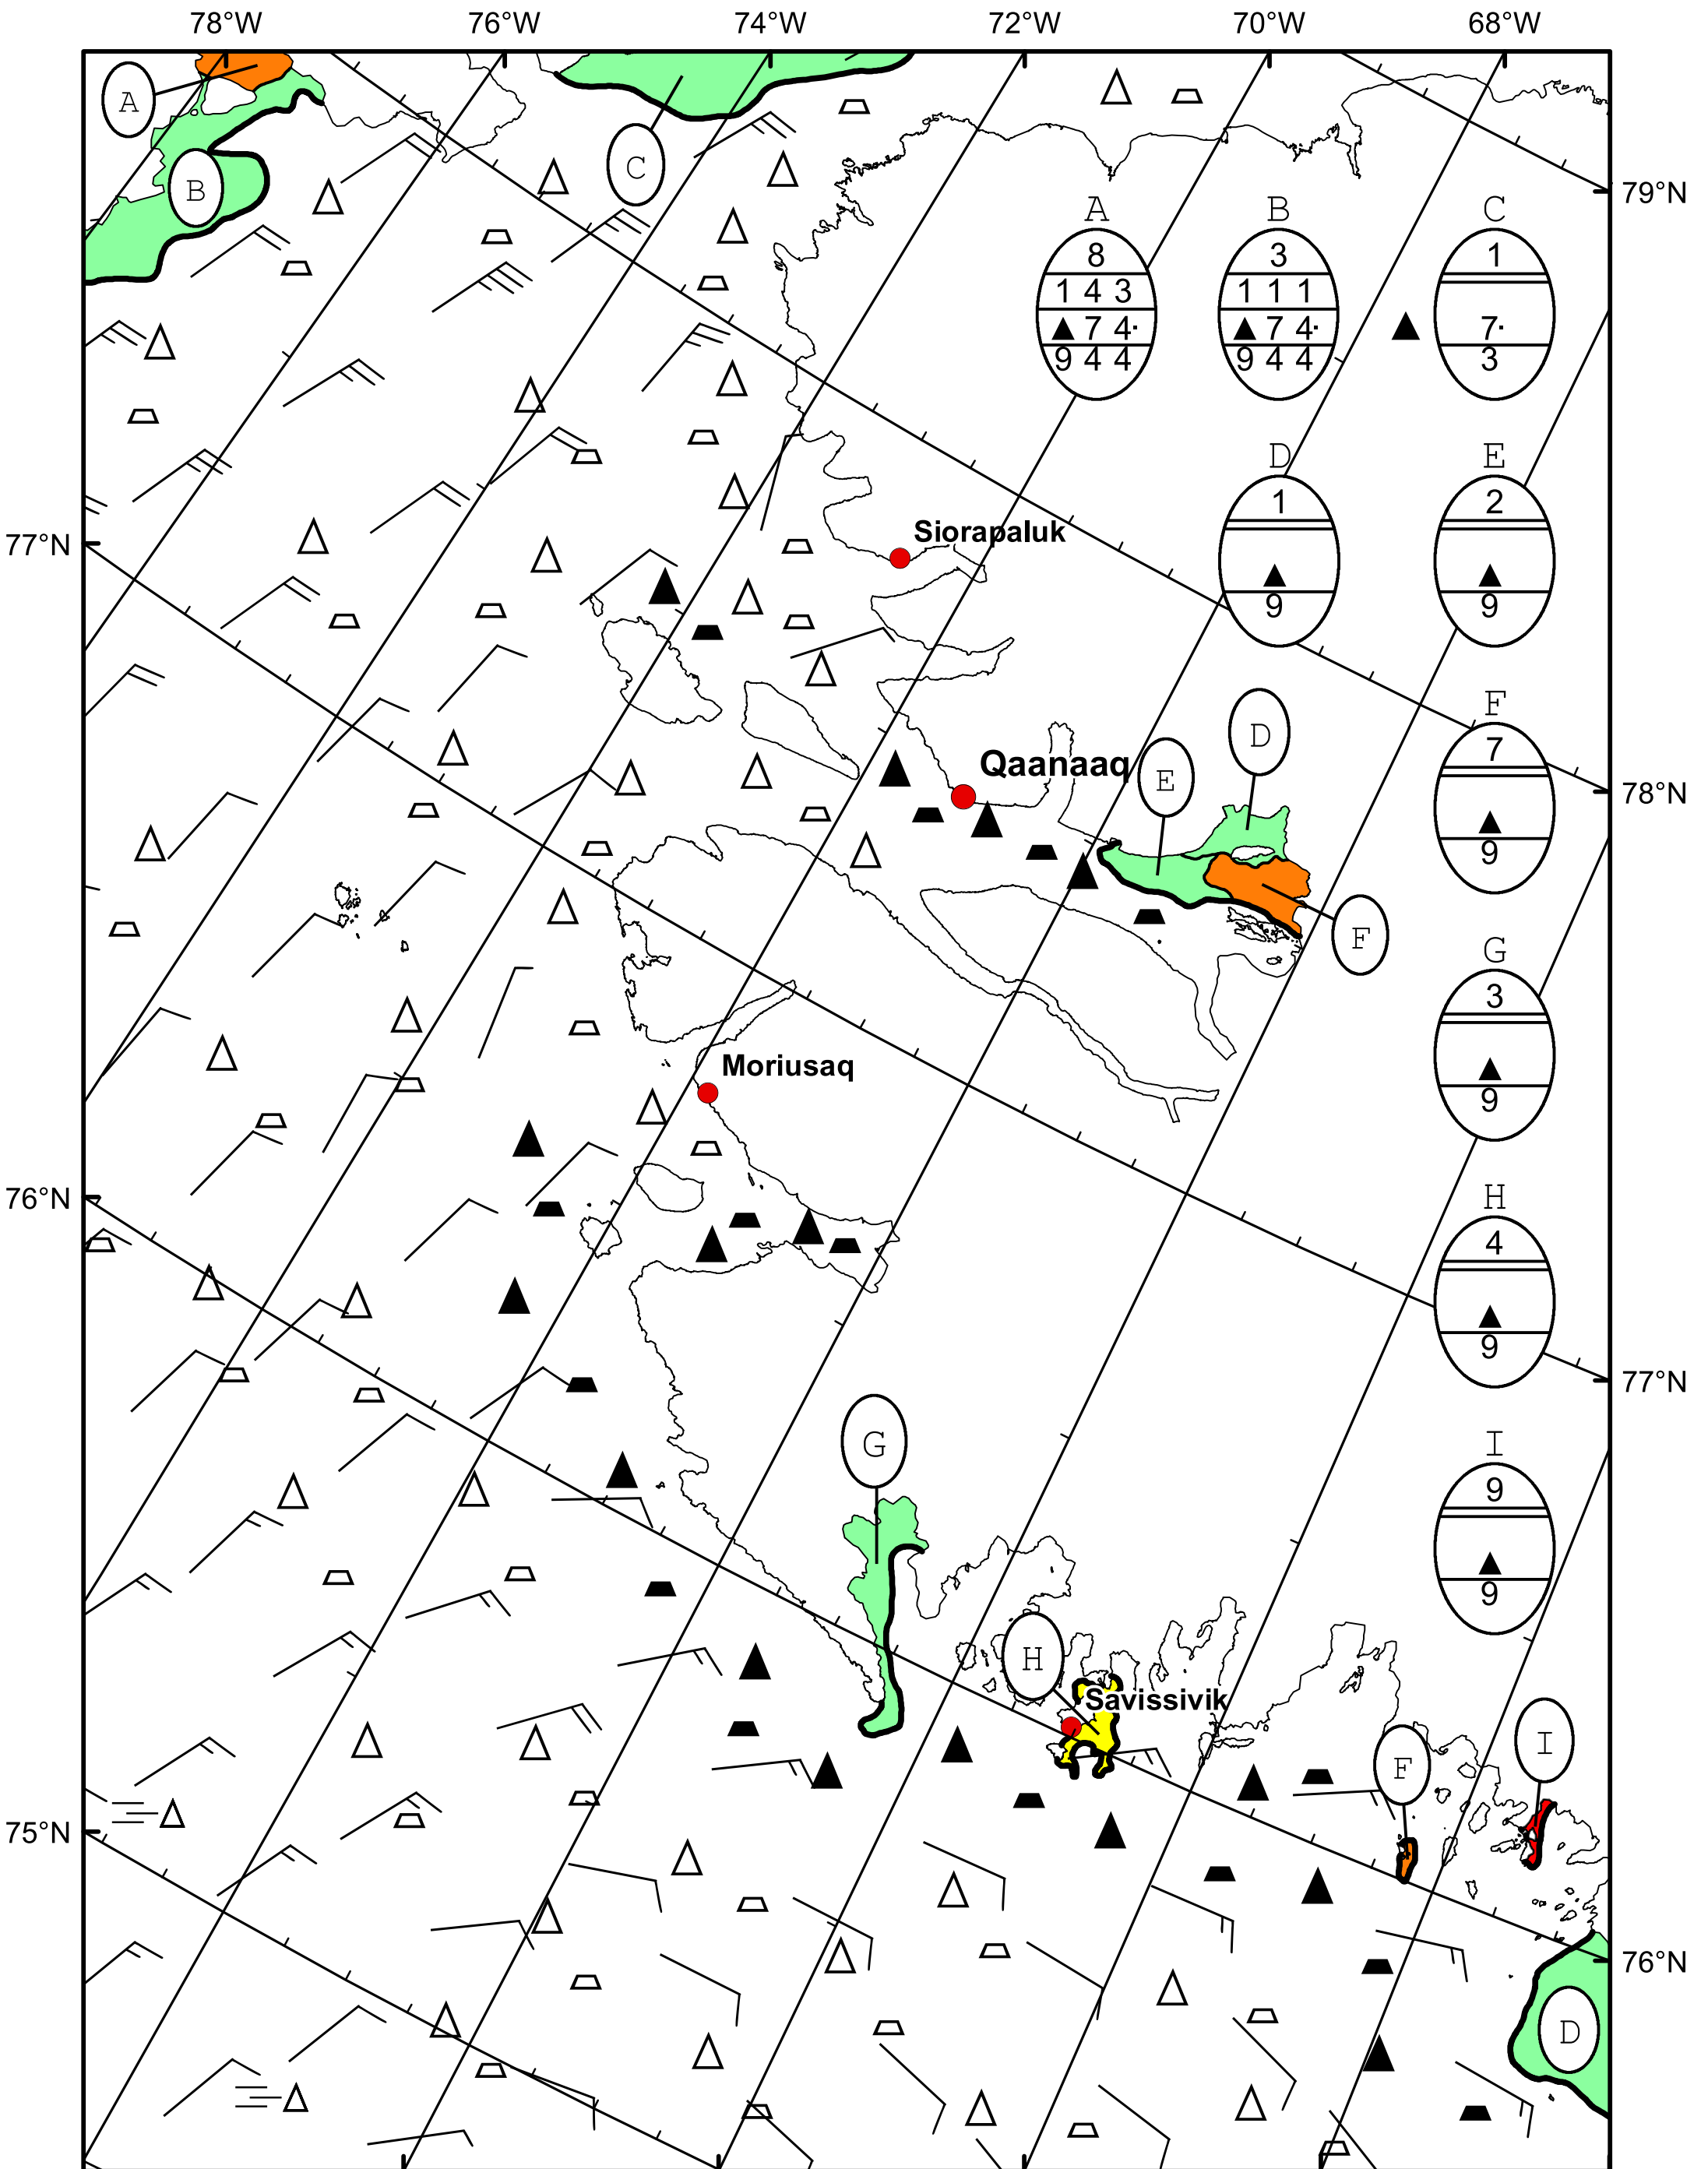 78°W 76°W 74°W 72°W 70°W 68°W
A
C
B
79°N
A B C
8 3 1
1 4 3 1 1 1
▲ 7 4· ▲ 7 4· ▲ 7·
9 4 4 9 4 4 3
D E
1 2
▲ ▲
9 9
77°N
Siorapaluk
F
7
▲
9
D
Qaanaaq
E
78°N
F
G
3
▲
9
Moriusaq
76°N
H
4
▲
9
77°N
G
I
9
▲
9
H
Savissivik
F
I
75°N
76°N
D